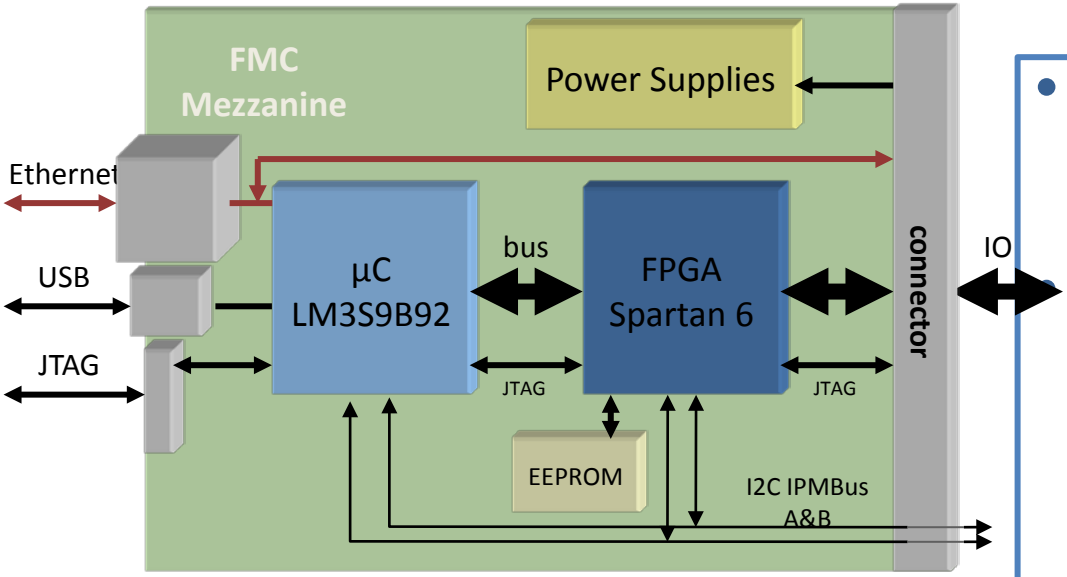 FMC
Mezzanine
Power Supplies
Ethernet
USB
JTAG
µC
LM3S9B92
bus
JTAG
FPGA
Spartan 6
JTAG
EEPROM
I2C IPMBus
A&B
connector
IO